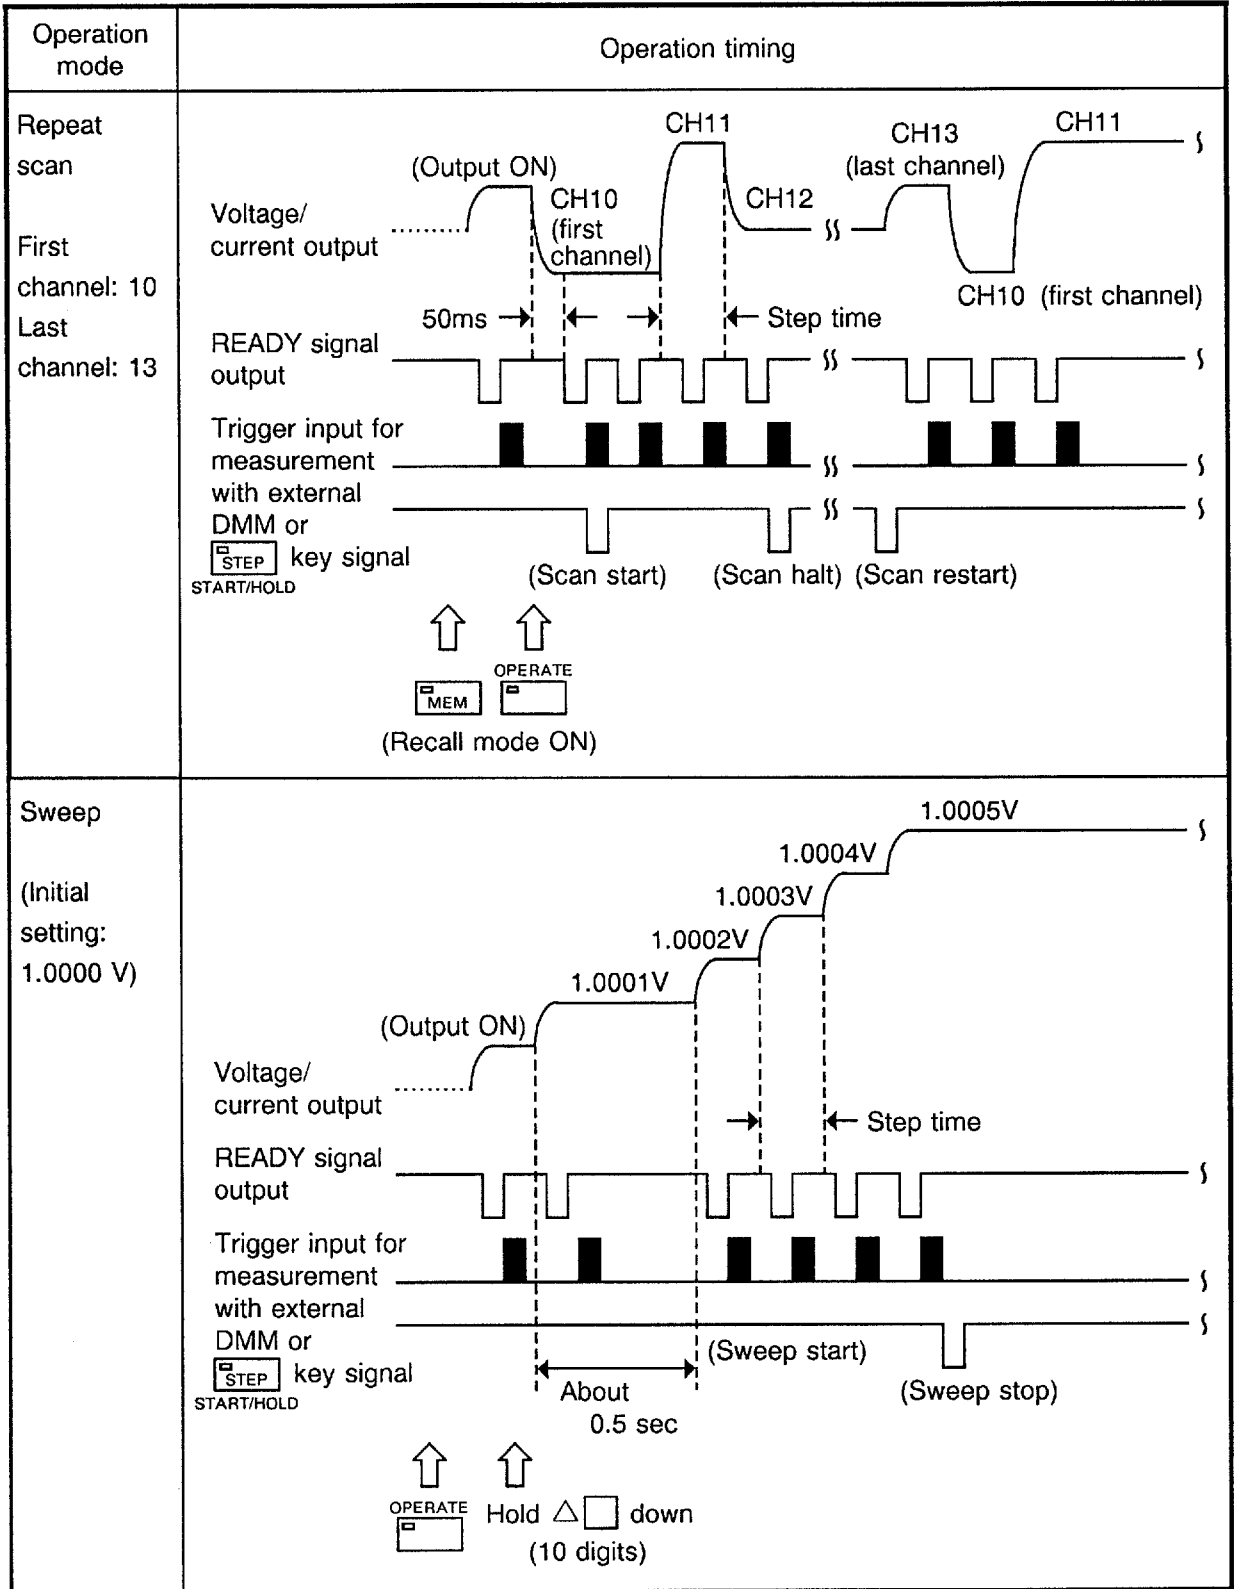 Operation
mode
Operation timing
Repeat
scan
First
channel: 10
Last
channel: 13
CH11
CH13
(last channel)
CH11
(Output ON)
CH10
(first
channel)
CH12
Voltage/
current output
CH10 (first channel)
50ms
Step time
READY signal
output
Trigger input for
measurement
with external
DMM or
STEP key signal
START/HOLD
(Scan start)
(Scan halt)
(Scan restart)
OPERATE
MEM
(Recall mode ON)
Sweep
(Initial
setting:
1.0000 V)
1.0005V
1.0004V
1.0003V
1.0002V
1.0001V
(Output ON)
Voltage/
current output
Step time
READY signal
output
Trigger input for
measurement
with external
DMM or
STEP key signal
START/HOLD
(Sweep start)
(Sweep stop)
About
0.5 sec
OPERATE
Hold △ □ down
(10 digits)